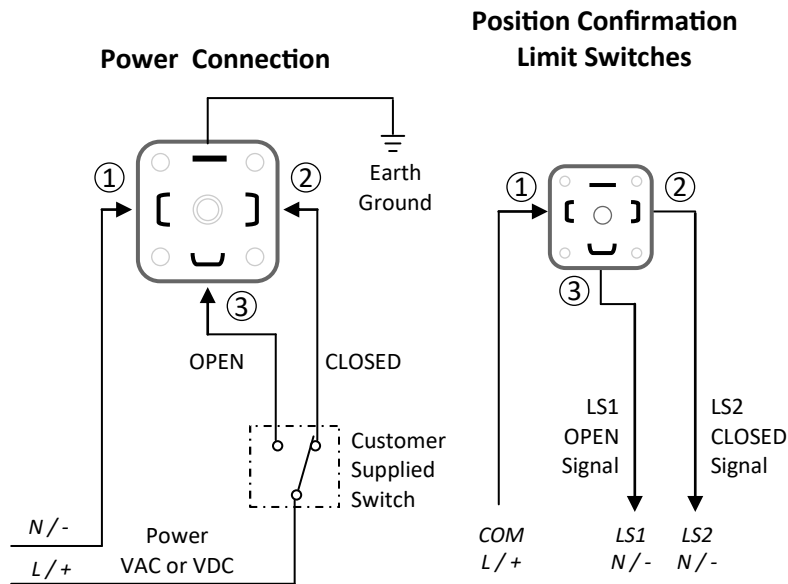 Power Connection
①
②
③
Earth
Ground
OPEN
CLOSED
Customer
Supplied
Switch
N / -
L / +
Power
VAC or VDC
Position Confirmation
Limit Switches
①
②
③
LS1
OPEN
Signal
LS2
CLOSED
Signal
COM
L / +
LS1
N / -
LS2
N / -